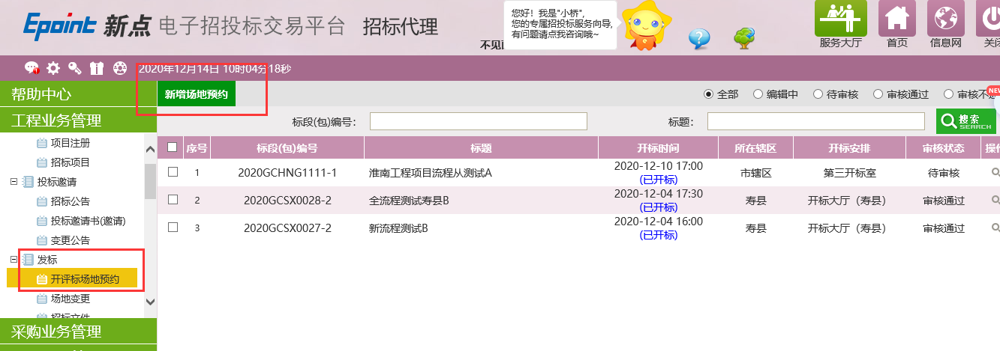 Epoint 新点 电子招投标交易平台 招标代理
您好！我是"小桥",
您的专属招投标服务向导,
有问题请点我咨询哦~
服务大厅 首页 信息网
2020年12月14日 10时04分18秒
帮助中心
工程业务管理
项目注册
招标项目
投标邀请
招标公告
投标邀请书(邀请)
变更公告
发标
开评标场地预约
场地变更
招标文件
采购业务管理
新增场地预约
全部 编辑中 待审核 审核通过 审核不
NEW
标段(包)编号： 标题： 搜索
SEARCH
序号 标段(包)编号 标题 开标时间 所在辖区 开标安排 审核状态
1 2020GCHNG1111-1 淮南工程项目流程从测试A 2020-12-10 17:00 市辖区 第三开标室 待审核
(已开标)
2 2020GCSX0028-2 全流程测试寿县B 2020-12-04 17:30 寿县 开标大厅（寿县） 审核通过
(已开标)
3 2020GCSX0027-2 新流程测试B 2020-12-04 16:00 寿县 开标大厅（寿县） 审核通过
(已开标)